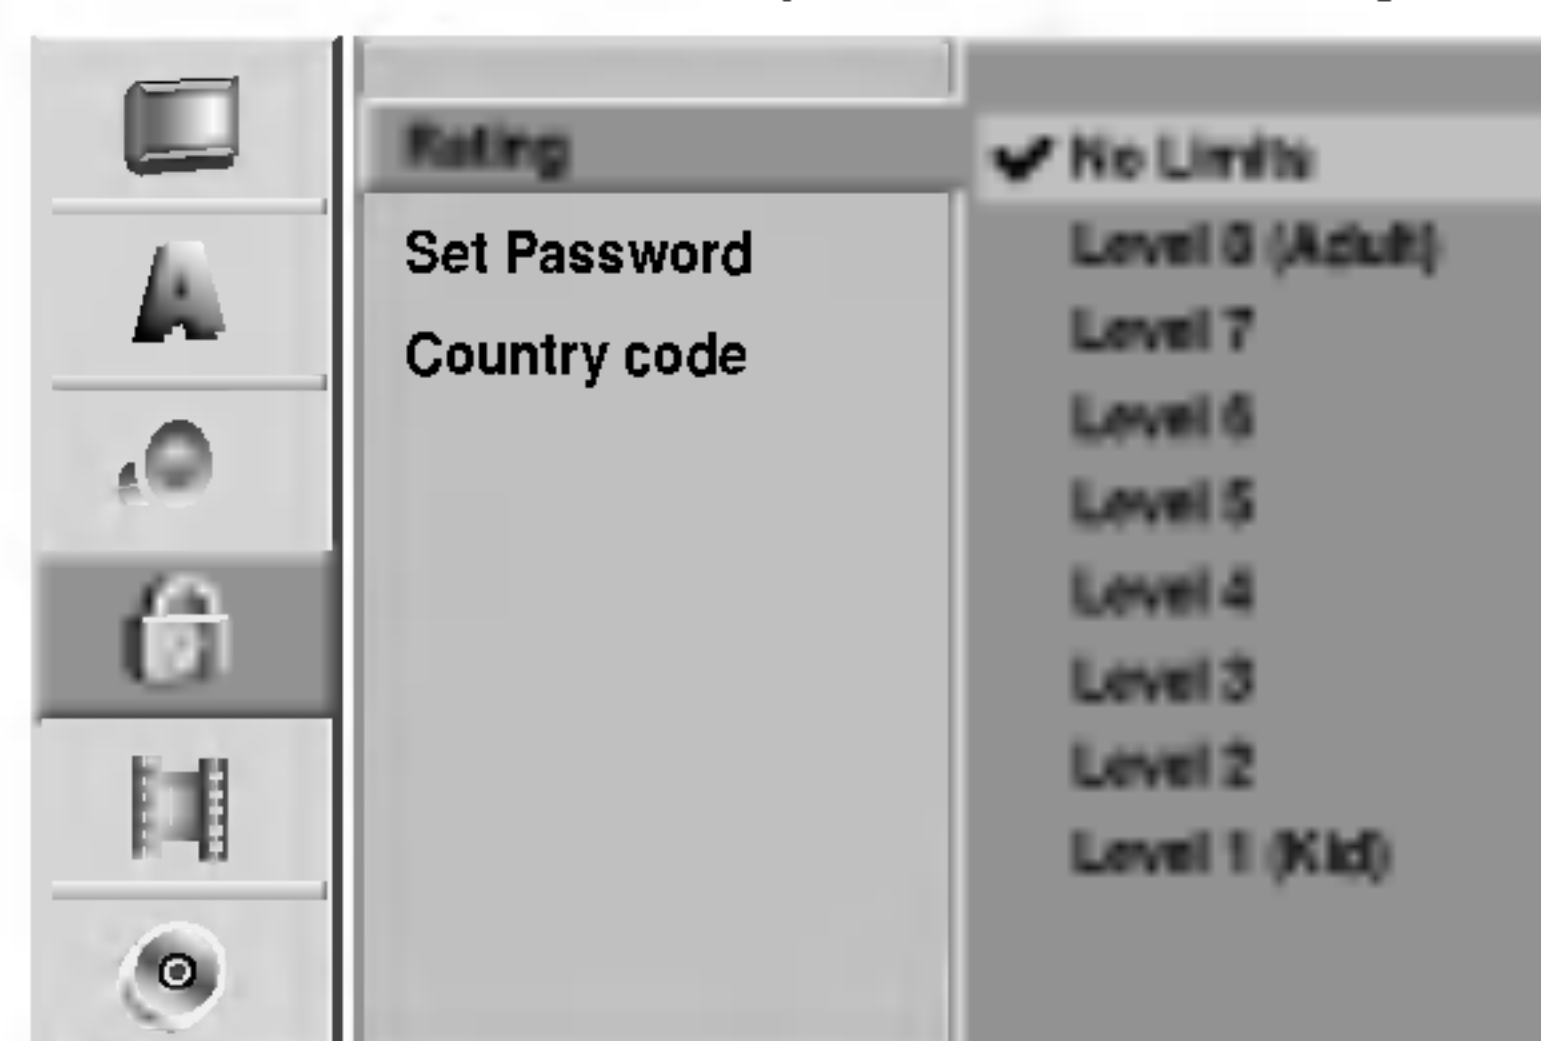 Rating
Set Password
Country code
No Limits
Level 8 (Adult)
Level 7
Level 6
Level 5
Level 4
Level 3
Level 2
Level 1 (Kid)